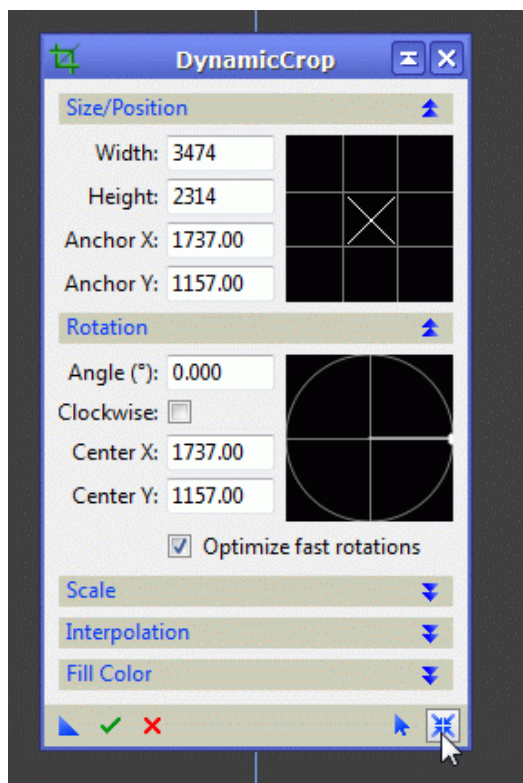 DynamicCrop
Size/Position
Width: 3474
Height: 2314
Anchor X: 1737.00
Anchor Y: 1157.00
Rotation
Angle (°): 0.000
Clockwise:
Center X: 1737.00
Center Y: 1157.00
Optimize fast rotations
Scale
Interpolation
Fill Color